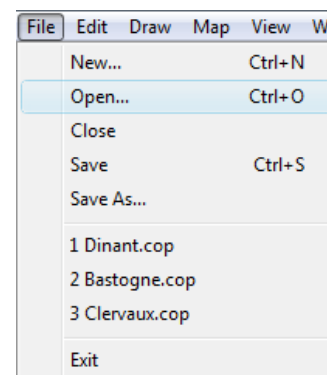 File Edit Draw Map View W
New... Ctrl+N
Open... Ctrl+O
Close
Save Ctrl+S
Save As...
1 Dinant.cop
2 Bastogne.cop
3 Clervaux.cop
Exit